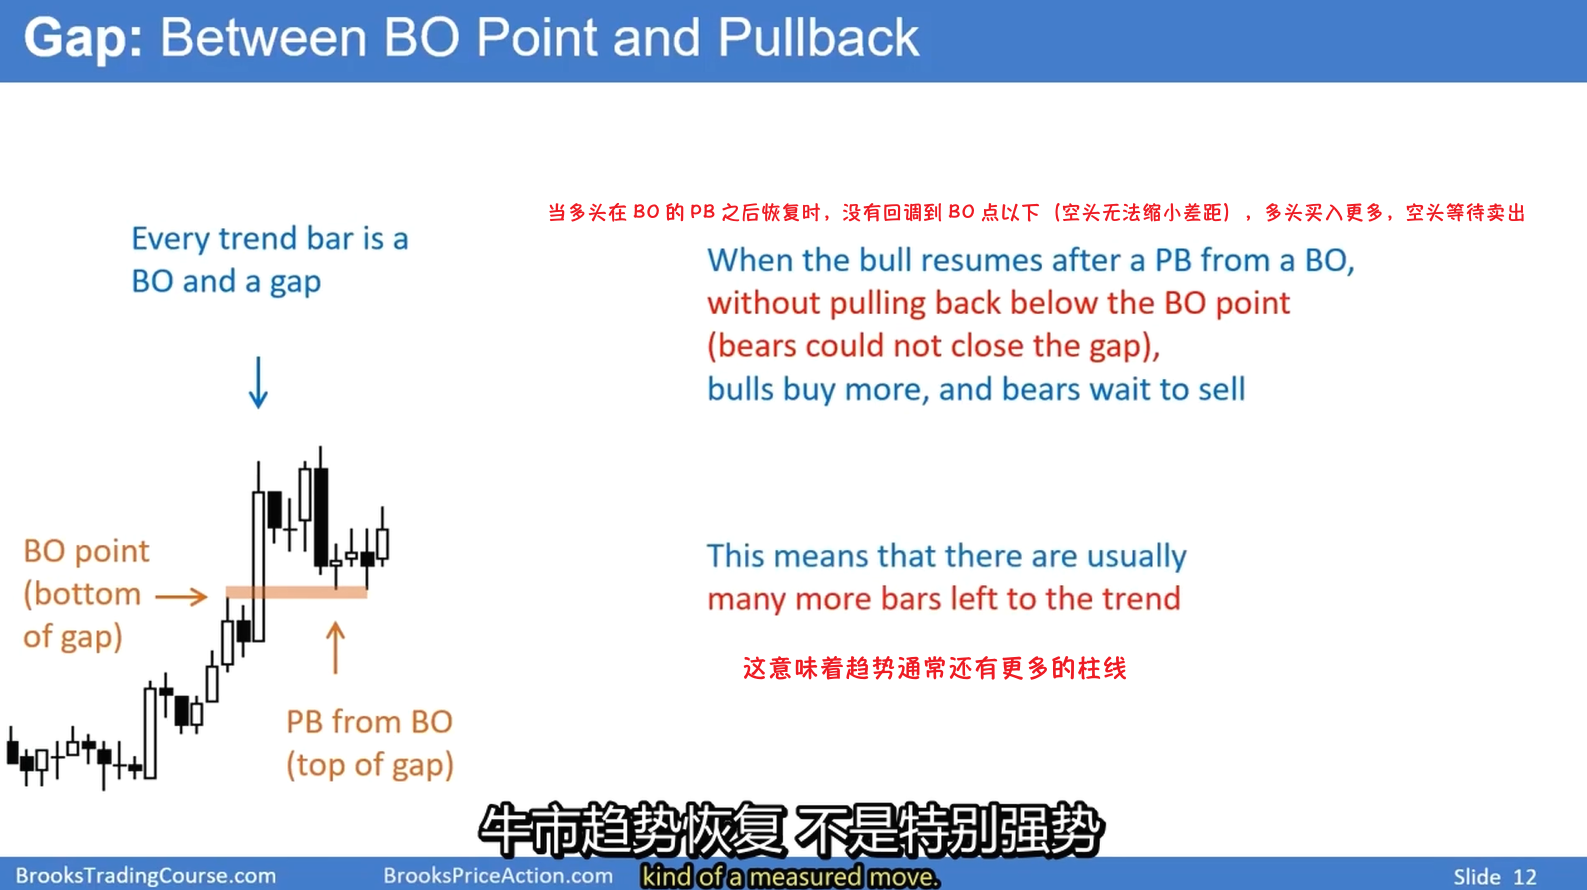 Gap: Between BO Point and Pullback
当多头在BO的PB之后恢复时，没有回调到BO点以下（空头无法缩小差距），多头买入更多，空头等待卖出
Every trend bar is a
BO and a gap
When the bull resumes after a PB from a BO,
without pulling back below the BO point
(bears could not close the gap),
bulls buy more, and bears wait to sell
BO point
(bottom
of gap)
PB from BO
(top of gap)
This means that there are usually
many more bars left to the trend
这意味着趋势通常还有更多的柱线
牛市趋势恢复 不是特别强势
kind of a measured move.
BrooksTradingCourse.com
BrooksPriceAction.com
Slide 12